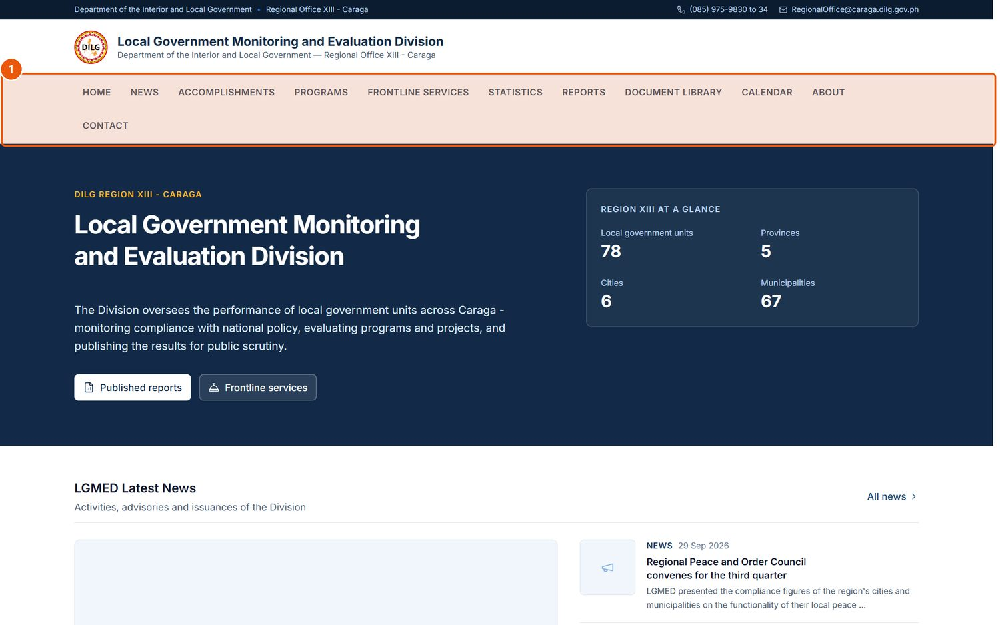 Department of the Interior and Local Government • Regional Office XIII - Caraga
(085) 975-9830 to 34
RegionalOffice@caraga.dilg.gov.ph
DILG
Local Government Monitoring and Evaluation Division
Department of the Interior and Local Government — Regional Office XIII - Caraga
1
HOME NEWS ACCOMPLISHMENTS PROGRAMS FRONTLINE SERVICES STATISTICS REPORTS DOCUMENT LIBRARY CALENDAR ABOUT
CONTACT
DILG REGION XIII - CARAGA
Local Government Monitoring
and Evaluation Division
The Division oversees the performance of local government units across Caraga -
monitoring compliance with national policy, evaluating programs and projects, and
publishing the results for public scrutiny.
Published reports
Frontline services
REGION XIII AT A GLANCE
Local government units
78
Provinces
5
Cities
6
Municipalities
67
LGMED Latest News
Activities, advisories and issuances of the Division
All news
NEWS 29 Sep 2026
Regional Peace and Order Council
convenes for the third quarter
LGMED presented the compliance figures of the region's cities and
municipalities on the functionality of their local peace ...